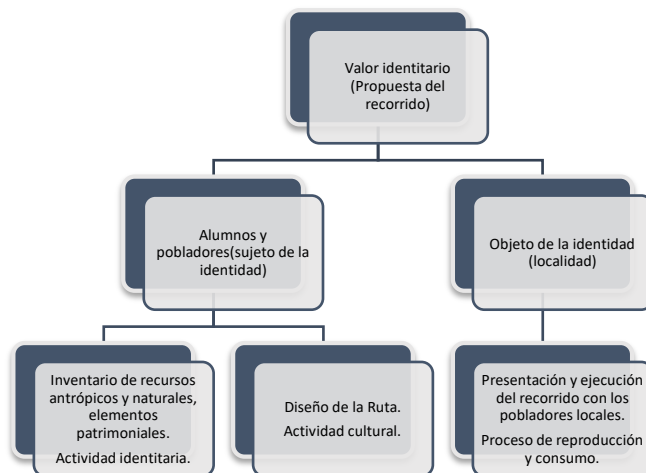 Valor identitario
(Propuesta del
recorrido)
Alumnos y
pobladores(sujeto de la
identidad)
Objeto de la identidad
(localidad)
Inventario de recursos
antrópicos y naturales,
elementos
patrimoniales.
Actividad identitaria.
Diseño de la Ruta.
Actividad cultural.
Presentación y ejecución
del recorrido con los
pobladores locales.
Proceso de reproducción
y consumo.